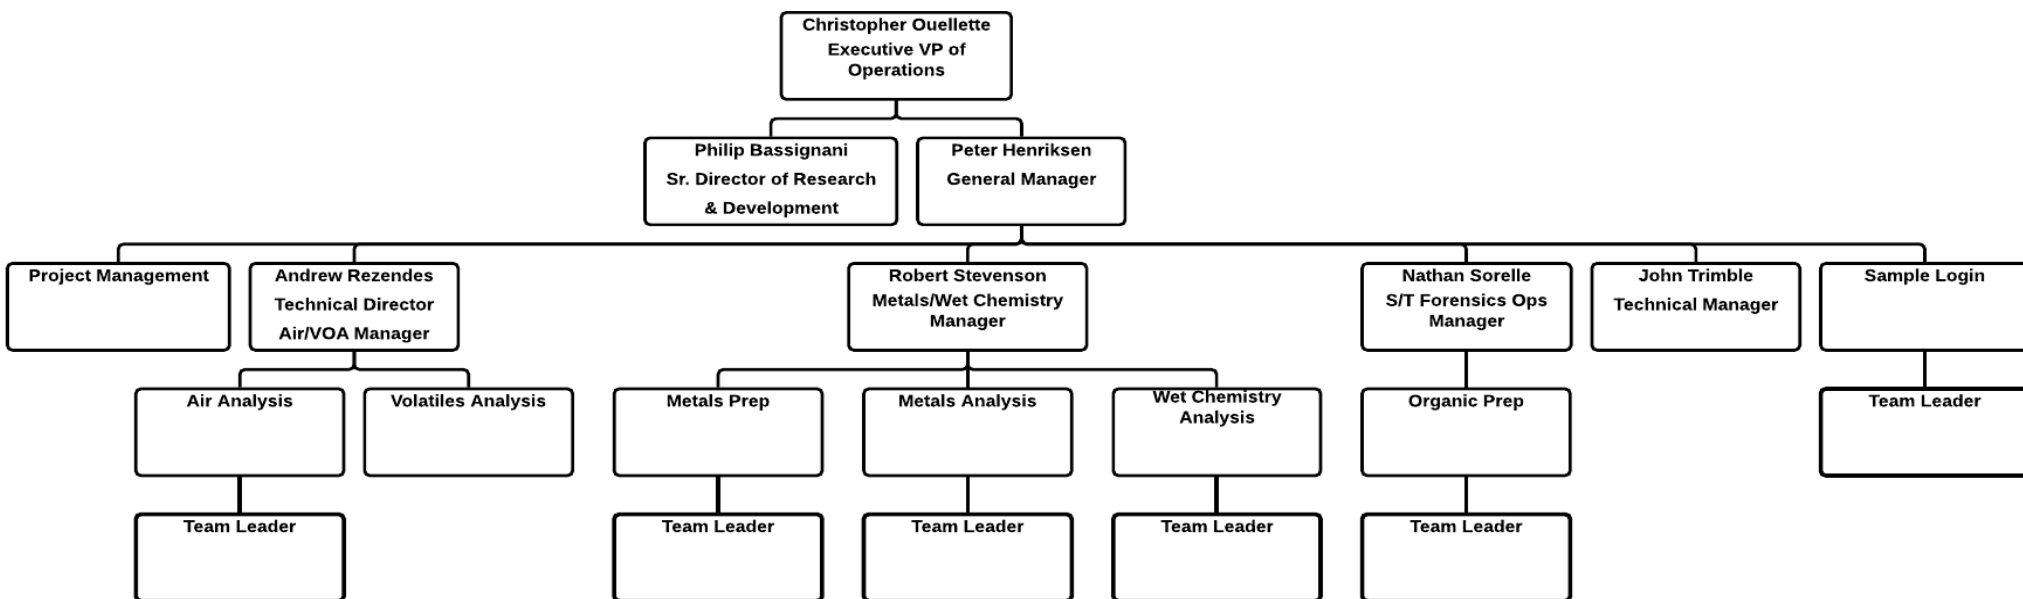 Christopher Ouellette
Executive VP of
Operations
Philip Bassignani
Sr. Director of Research
& Development
Peter Henriksen
General Manager
Project Management
Andrew Rezendes
Technical Director
Air/VOA Manager
Robert Stevenson
Metals/Wet Chemistry
Manager
Nathan Sorelle
S/T Forensics Ops
Manager
John Trimble
Technical Manager
Sample Login
Air Analysis
Volatiles Analysis
Metals Prep
Metals Analysis
Wet Chemistry
Analysis
Organic Prep
Team Leader
Team Leader
Team Leader
Team Leader
Team Leader
Team Leader